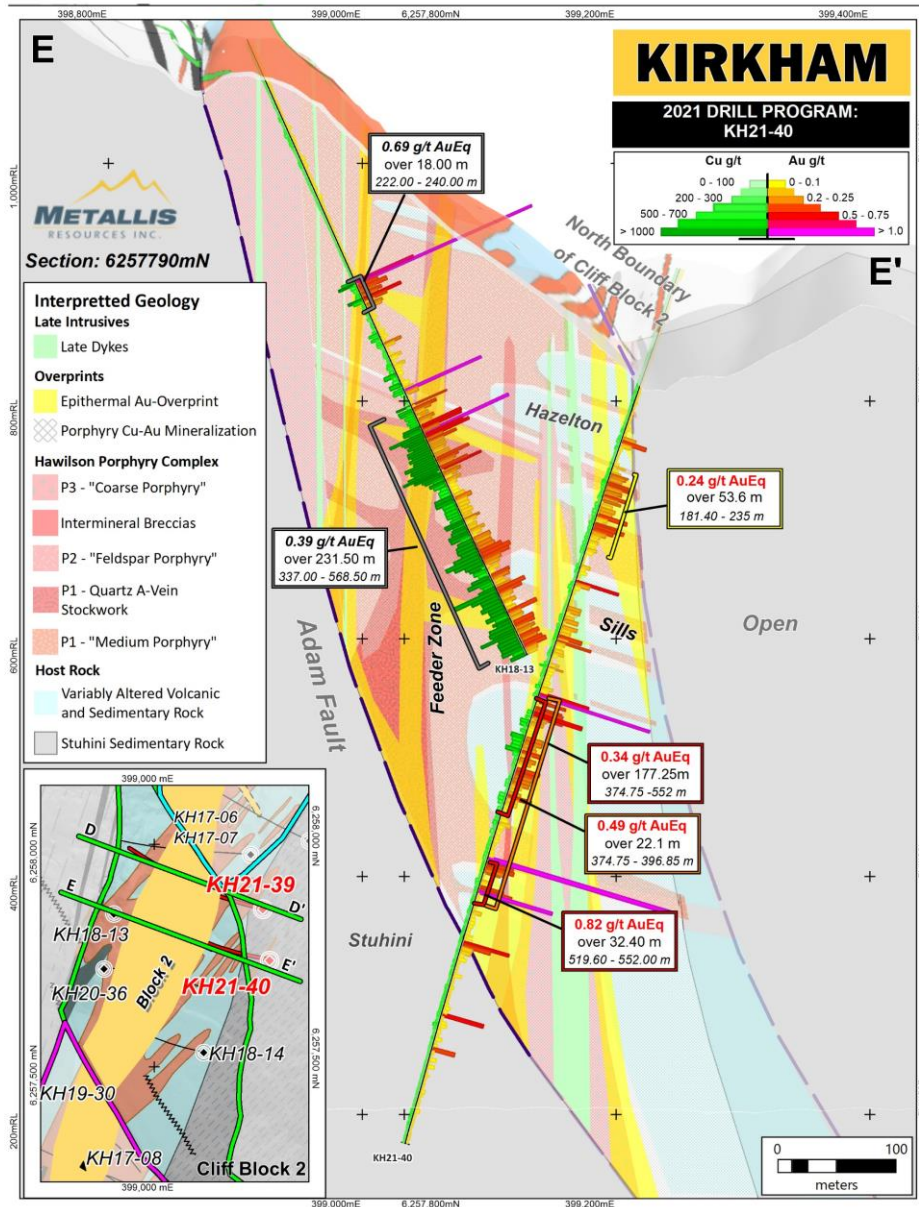 398,800mE
399,000mE
6,257,800mN
399,200mE
399,400mE
E
KIRKHAM
2021 DRILL PROGRAM:
KH21-40
Cu g/t
Au g/t
0 - 100
0 - 0.1
200 - 300
0.2 - 0.25
500 - 700
0.5 - 0.75
> 1000
> 1.0
E'
0.69 g/t AuEq
over 18.00 m
222.00 - 240.00 m
METALLIS
RESOURCES INC.
Section: 6257790mN
North Boundary
of Cliff Block 2
Interpretted Geology
Late Intrusives
Late Dykes
Overprints
Epithermal Au-Overprint
Porphyry Cu-Au Mineralization
Hawilson Porphyry Complex
P3 - "Coarse Porphyry"
Intermineral Breccias
P2 - "Feldspar Porphyry"
P1 - Quartz A-Vein
Stockwork
P1 - "Medium Porphyry"
Host Rock
Variably Altered Volcanic
and Sedimentary Rock
Stuhini Sedimentary Rock
1,000mRL
800mRL
600mRL
400mRL
200mRL
Hazelton
0.24 g/t AuEq
over 53.6 m
181.40 - 235 m
0.39 g/t AuEq
over 231.50 m
337.00 - 568.50 m
Adam Fault
Feeder Zone
KH18-13
Sills
Open
0.34 g/t AuEq
over 177.25m
374.75 -552 m
0.49 g/t AuEq
over 22.1 m
374.75 - 396.85 m
0.82 g/t AuEq
over 32.40 m
519.60 - 552.00 m
Stuhini
KH21-40
399,000 mE
6,258,000 mN
6,258,000 mN
KH17-06
KH17-07
D
KH21-39
E
D'
KH18-13
E'
KH20-36
Block 2
KH21-40
KH18-14
6,257,500 mN
6,257,500 mN
KH19-30
KH17-08
Cliff Block 2
399,000 mE
0
100
meters
399,000mE
6,257,800mN
399,200mE
399,400mE